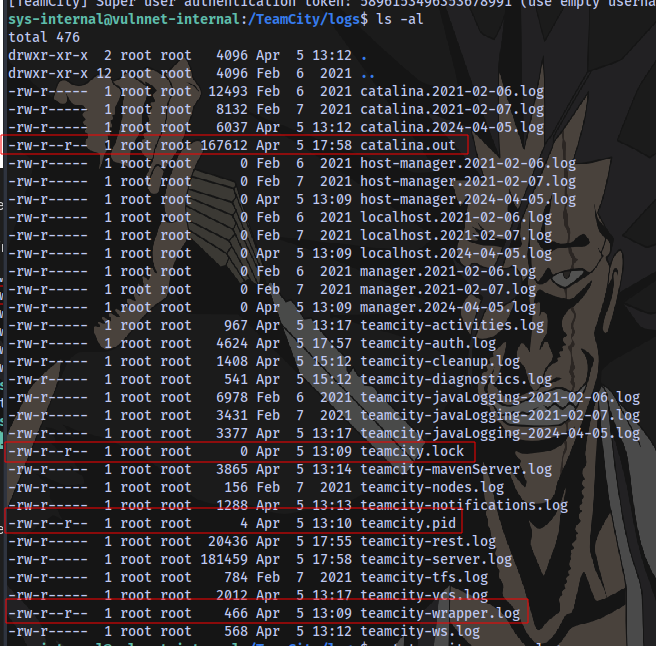 [TeamCity] Super user authentication token: 5896153496353678991 (use empty userna
sys-internal@vulnnet-internal:/TeamCity/logs$ ls -al
total 476
drwxr-xr-x 2 root root 4096 Apr 5 13:12 .
drwxr-xr-x 12 root root 4096 Feb 6 2021 ..
-rw-r----- 1 root root 12493 Feb 6 2021 catalina.2021-02-06.log
-rw-r----- 1 root root 8132 Feb 7 2021 catalina.2021-02-07.log
-rw-r----- 1 root root 6037 Apr 5 13:12 catalina.2024-04-05.log
-rw-r--r-- 1 root root 167612 Apr 5 17:58 catalina.out
-rw-r----- 1 root root 0 Feb 6 2021 host-manager.2021-02-06.log
-rw-r----- 1 root root 0 Feb 7 2021 host-manager.2021-02-07.log
-rw-r----- 1 root root 0 Apr 5 13:09 host-manager.2024-04-05.log
-rw-r----- 1 root root 0 Feb 6 2021 localhost.2021-02-06.log
-rw-r----- 1 root root 0 Feb 7 2021 localhost.2021-02-07.log
-rw-r----- 1 root root 0 Apr 5 13:09 localhost.2024-04-05.log
-rw-r----- 1 root root 0 Feb 6 2021 manager.2021-02-06.log
-rw-r----- 1 root root 0 Feb 7 2021 manager.2021-02-07.log
-rw-r----- 1 root root 0 Apr 5 13:09 manager.2024-04-05.log
-rw-r----- 1 root root 967 Apr 5 13:17 teamcity-activities.log
-rw-r----- 1 root root 4624 Apr 5 17:57 teamcity-auth.log
-rw-r----- 1 root root 1408 Apr 5 15:12 teamcity-cleanup.log
-rw-r----- 1 root root 541 Apr 5 15:12 teamcity-diagnostics.log
-rw-r----- 1 root root 6978 Feb 6 2021 teamcity-javaLogging-2021-02-06.log
-rw-r----- 1 root root 3431 Feb 7 2021 teamcity-javaLogging-2021-02-07.log
-rw-r----- 1 root root 3377 Apr 5 13:17 teamcity-javaLogging-2024-04-05.log
-rw-r--r-- 1 root root 0 Apr 5 13:09 teamcity.lock
-rw-r----- 1 root root 3865 Apr 5 13:14 teamcity-mavenServer.log
-rw-r----- 1 root root 156 Feb 7 2021 teamcity-nodes.log
-rw-r----- 1 root root 1288 Apr 5 13:13 teamcity-notifications.log
-rw-r--r-- 1 root root 4 Apr 5 13:10 teamcity.pid
-rw-r----- 1 root root 20436 Apr 5 17:55 teamcity-rest.log
-rw-r----- 1 root root 181459 Apr 5 17:58 teamcity-server.log
-rw-r----- 1 root root 784 Feb 7 2021 teamcity-tfs.log
-rw-r----- 1 root root 2012 Apr 5 13:17 teamcity-vcs.log
-rw-r--r-- 1 root root 466 Apr 5 13:09 teamcity-wrapper.log
-rw-r----- 1 root root 568 Apr 5 13:12 teamcity-ws.log